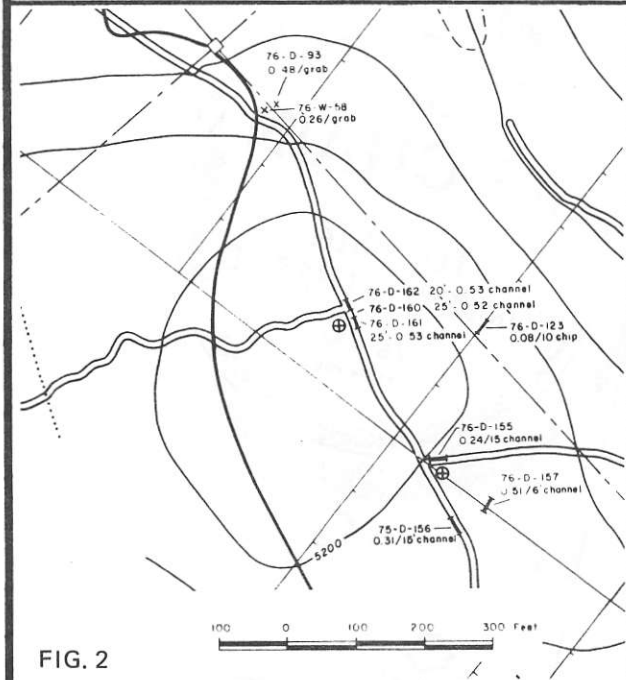 76-D-93
0.48/grab
76-W-58
0.26/grab
76-D-162 20'-0.53 channel
76-D-160 25'-0.52 channel
76-D-161
25'-0.53 channel
76-D-123
0.08/10 chip
76-D-155
0.24/15 channel
76-D-157
0.51/6' channel
75-D-156
0.31/15' channel
5200
100 0 100 200 300 Feet
FIG. 2